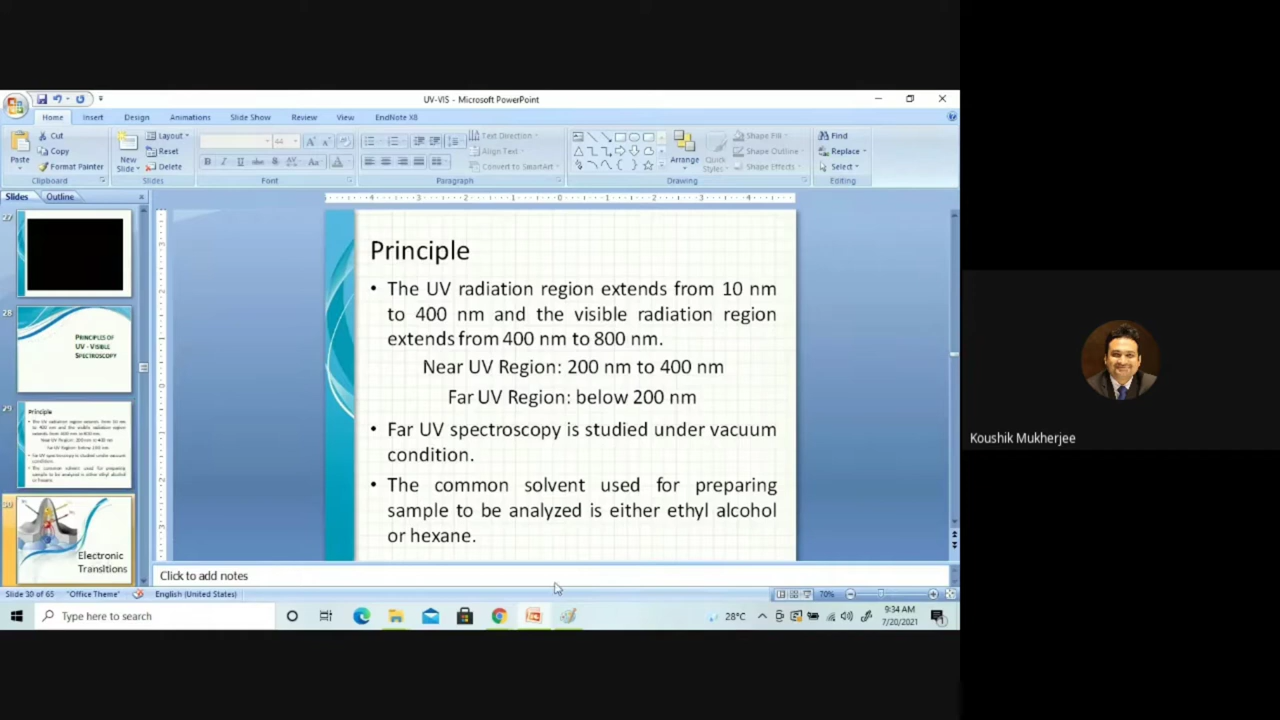 UV-VIS - Microsoft PowerPoint
Home Insert Design Animations Slide Show Review View EndNote X8
Paste
Cut
Copy
Format Painter
Clipboard
New
Slide
Layout
Reset
Delete
Slides
44
Font
Text Direction
Align Text
Convert to SmartArt
Paragraph
Arrange
Quick
Styles
Shape Fill
Shape Outline
Shape Effects
Drawing
Find
Replace
Select
Editing
Slides Outline
27
28
PRINCIPLES OF
UV - VISIBLE
SPECTROSCOPY
29
Principle
30
Electronic
Transitions
Principle
• The UV radiation region extends from 10 nm
to 400 nm and the visible radiation region
extends from 400 nm to 800 nm.
Near UV Region: 200 nm to 400 nm
Far UV Region: below 200 nm
• Far UV spectroscopy is studied under vacuum
condition.
• The common solvent used for preparing
sample to be analyzed is either ethyl alcohol
or hexane.
Click to add notes
Slide 30 of 65 "Office Theme" English (United States) 70%
Type here to search
28°C
9:34 AM
7/20/2021
Koushik Mukherjee